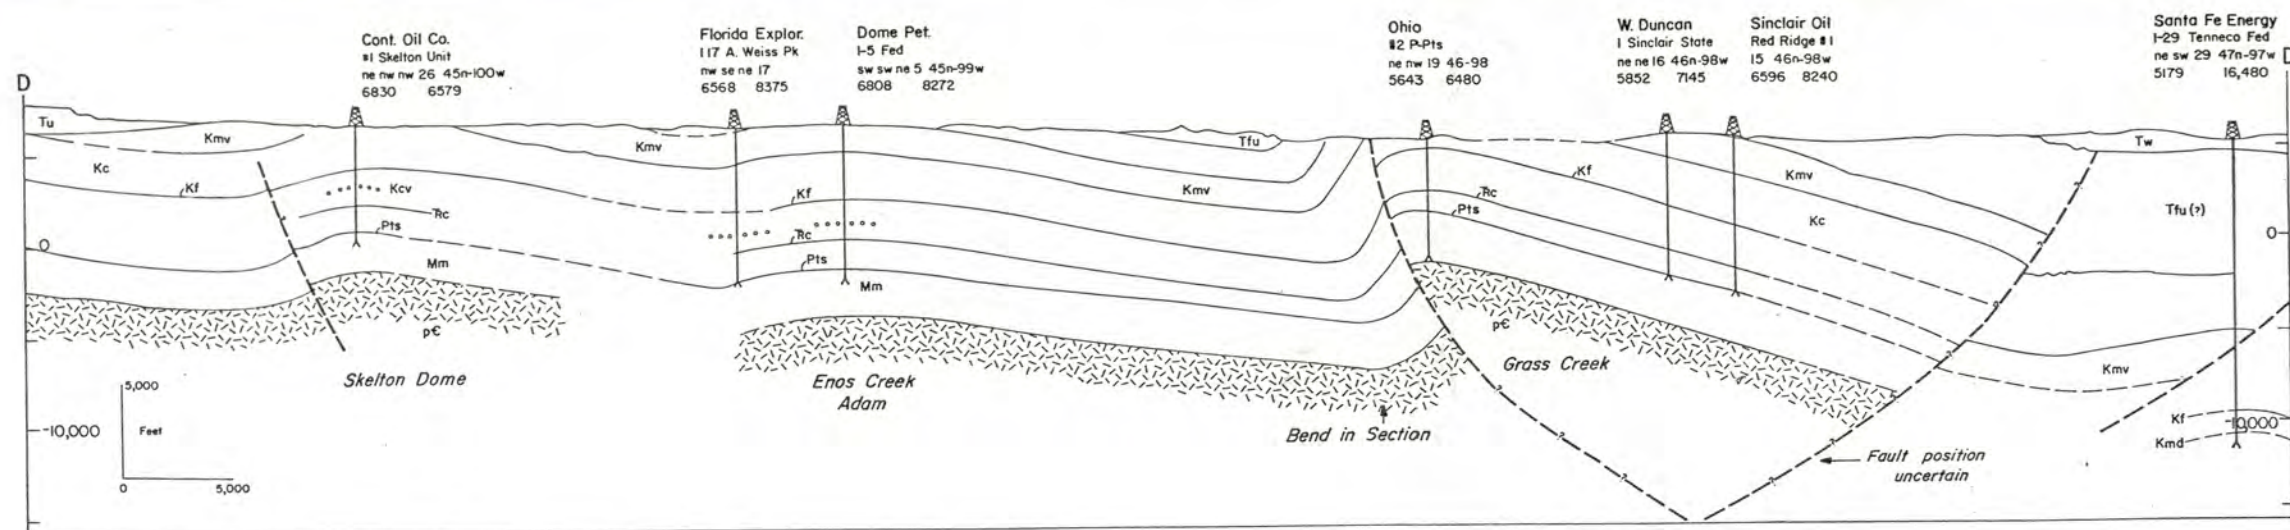 D
Cont. Oil Co.
#1 Skelton Unit
ne nw nw 26 45n-100w
6830 6579
Florida Explor.
1 17 A. Weiss Pk
nw se ne 17
6568 8375
Dome Pet.
1-5 Fed
sw sw ne 5 45n-99w
6808 8272
Ohio
#2 P-Pts
ne nw 19 46-98
5643 6480
W. Duncan
1 Sinclair State
ne ne 16 46n-98w
5852 7145
Sinclair Oil
Red Ridge #1
15 46n-98w
6596 8240
Santa Fe Energy
1-29 Tenneco Fed
ne sw 29 47n-97w
5179 16,480
Tu
Kmv
Kc
Kf
Kcv
Ћc
Pts
Mm
p€
0
Kmv
Kf
Ћc
Pts
Mm
Tfu
Kmv
Kf
Ћc
Pts
Kmv
Kc
p€
Tw
Tfu (?)
0
Kmv
Kf
Kmd
-10,000
-10,000
5,000
Feet
0
5,000
Skelton Dome
Enos Creek
Adam
Grass Creek
Bend in Section
Fault position
uncertain
? ? ? ? ? ? ? ? ? ?